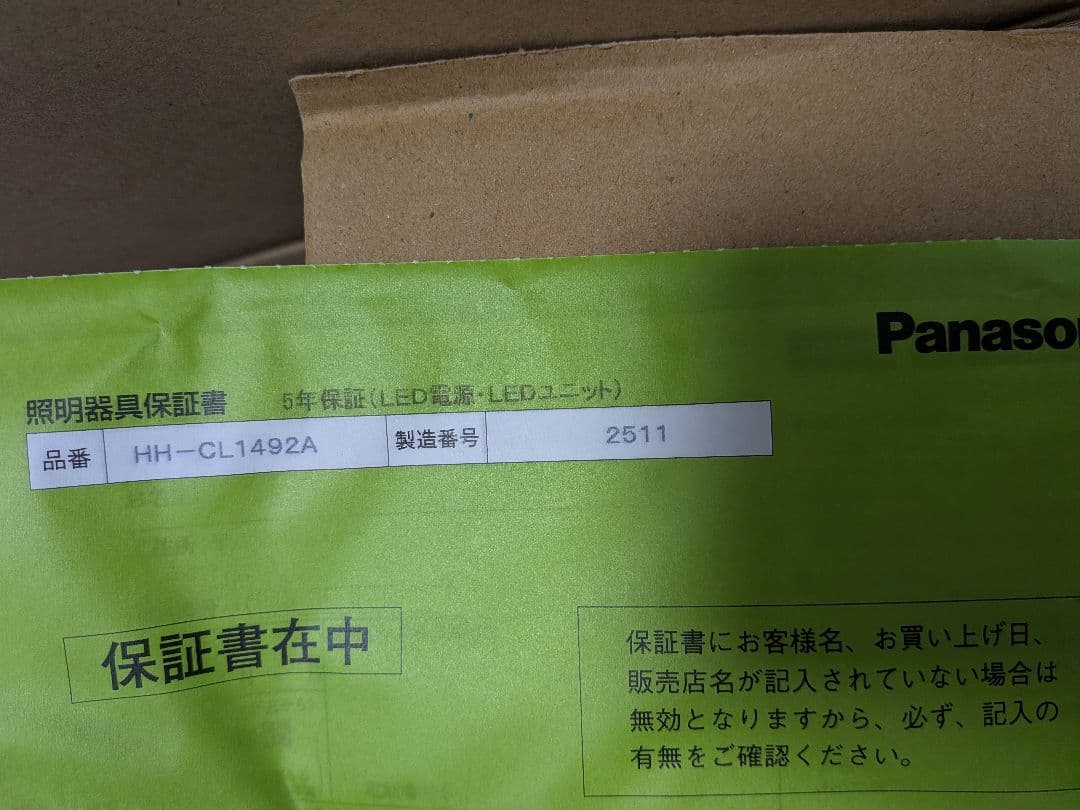 Panaso
照明器具保証書 5年保証(LED電源・LEDユニット)
品番 HH-CL1492A 製造番号 2511
保証書在中
保証書にお客様名、お買い上げ日、
販売店名が記入されていない場合は
無効となりますから、必ず、記入の
有無をご確認ください。